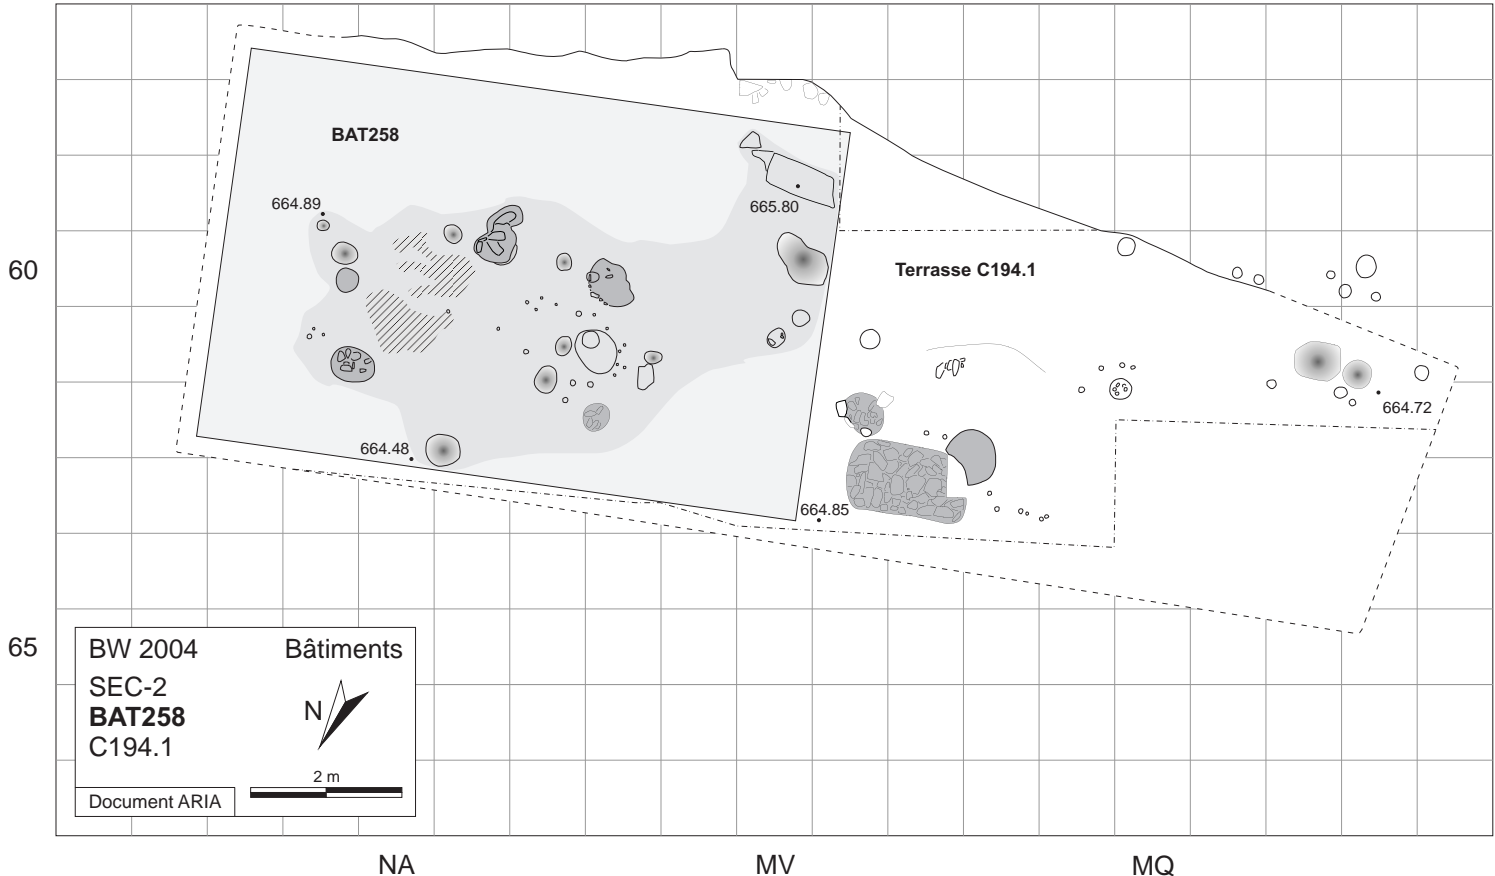 BAT258
664.89
665.80
60
Terrasse C194.1
664.72
664.48
664.85
65
BW 2004 Bâtiments
SEC-2
BAT258
N
C194.1
2 m
Document ARIA
NA MV MQ